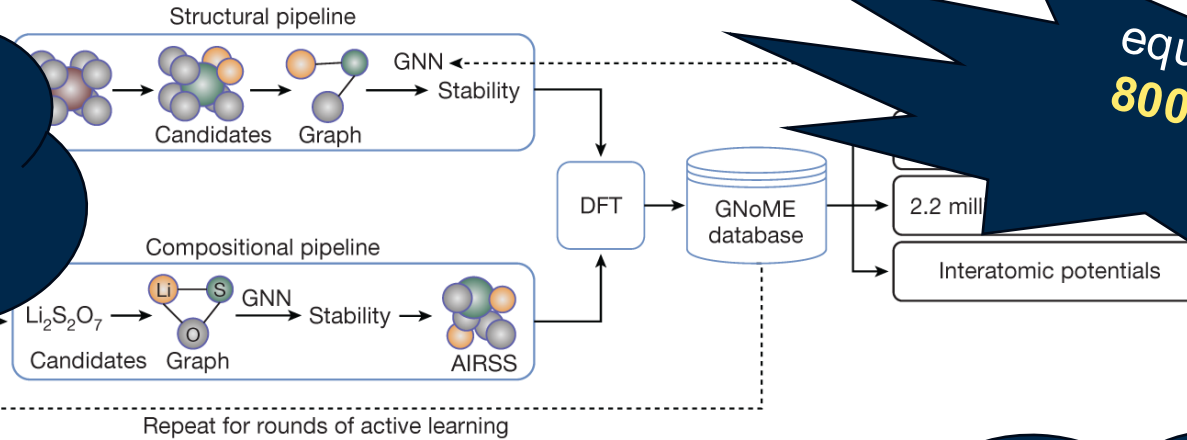 Structural pipeline
GNN
Stability
Candidates
Graph
equ
800
DFT
GNoME
database
2.2 mill
Interatomic potentials
Compositional pipeline
Li₂S₂O₇
Li
S
O
GNN
Stability
Candidates
Graph
AIRSS
Repeat for rounds of active learning